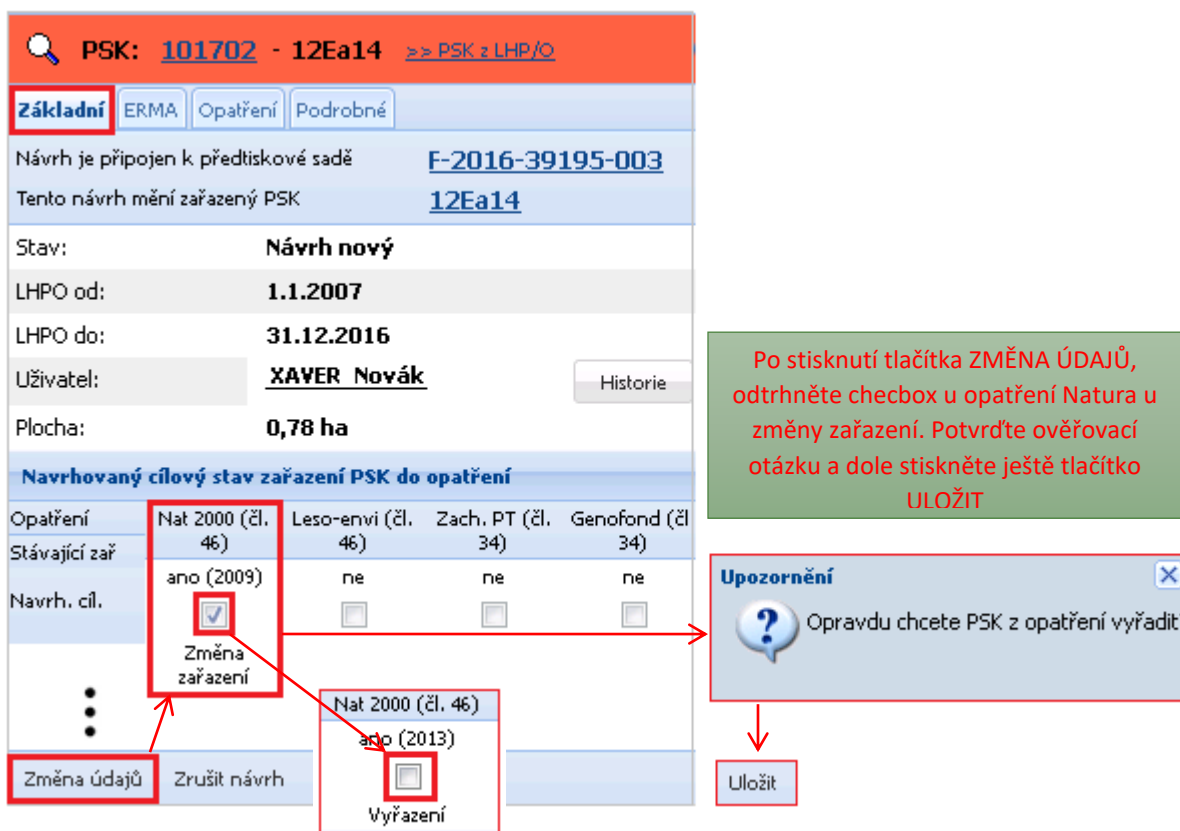 PSK: 101702 - 12Ea14 >> PSK z LHP/O
Základní ERMA Opatření Podrobné
Návrh je připojen k předtiskové sadě F-2016-39195-003
Tento návrh mění zařazený PSK 12Ea14
Stav: Návrh nový
LHPO od: 1.1.2007
LHPO do: 31.12.2016
Uživatel: XAVER Novák Historie
Plocha: 0,78 ha
Navrhovaný cílový stav zařazení PSK do opatření
Opatření Nat 2000 (čl. 46) Leso-envi (čl. 46) Zach. PT (čl. 34) Genofond (čl 34)
Stávající zař ano (2009) ne ne ne
Navrh. cíl.
Změna
zařazení
Nat 2000 (čl. 46)
ano (2013)
Vyřazení
Změna údajů Zrušit návrh
Po stisknutí tlačítka ZMĚNA ÚDAJŮ,
odtrhněte checbox u opatření Natura u
změny zařazení. Potvrďte ověřovací
otázku a dole stiskněte ještě tlačítko
ULOŽIT
Upozornění
Opravdu chcete PSK z opatření vyřadit
Uložit